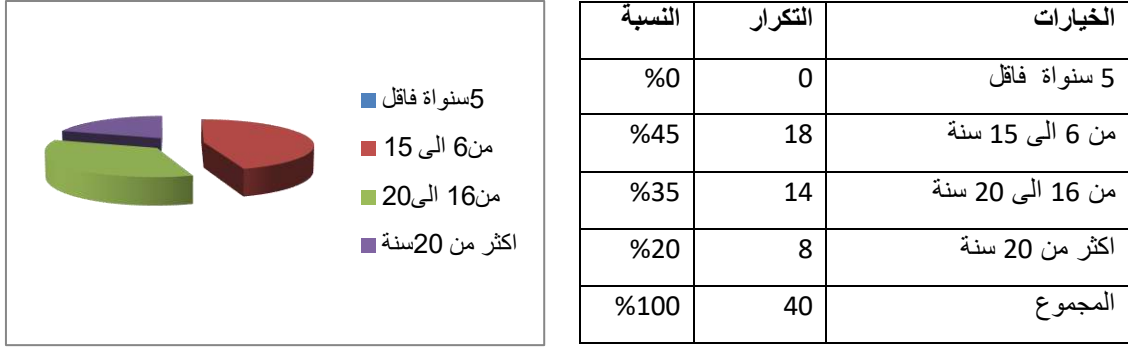 الخيارات التكرار النسبة
5 سنواة فاقل 0 %0
من 6 الى 15 سنة 18 %45
من 16 الى 20 سنة 14 %35
اكثر من 20 سنة 8 %20
المجموع 40 %100
5سنواة فاقل
من6 الى 15
من16 الى20
اكثر من 20سنة